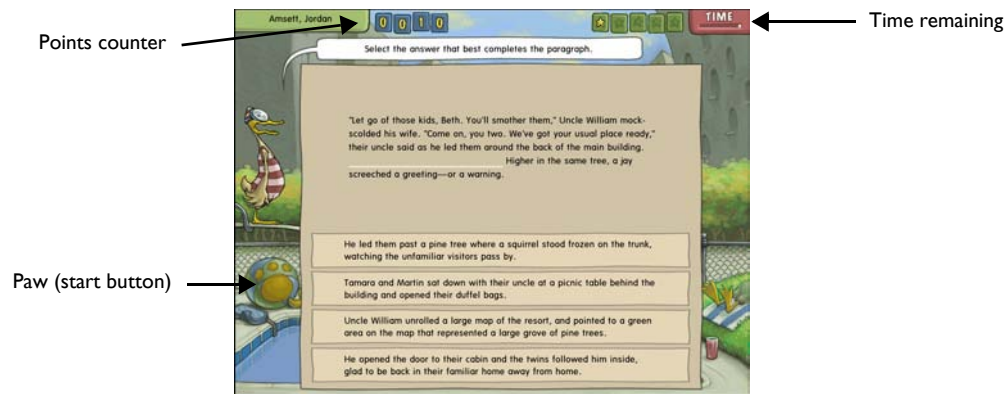 Amsett, Jordan
0 0 1 0
TIME
Time remaining
Points counter
Select the answer that best completes the paragraph.
"Let go of those kids, Beth. You'll smother them," Uncle William mock-
scolded his wife. "Come on, you two. We've got your usual place ready,"
their uncle said as he led them around the back of the main building.
____________________ Higher in the same tree, a jay
screeched a greeting—or a warning.
He led them past a pine tree where a squirrel stood frozen on the trunk,
watching the unfamiliar visitors pass by.
Paw (start button)
Tamara and Martin sat down with their uncle at a picnic table behind the
building and opened their duffel bags.
Uncle William unrolled a large map of the resort, and pointed to a green
area on the map that represented a large grove of pine trees.
He opened the door to their cabin and the twins followed him inside,
glad to be back in their familiar home away from home.